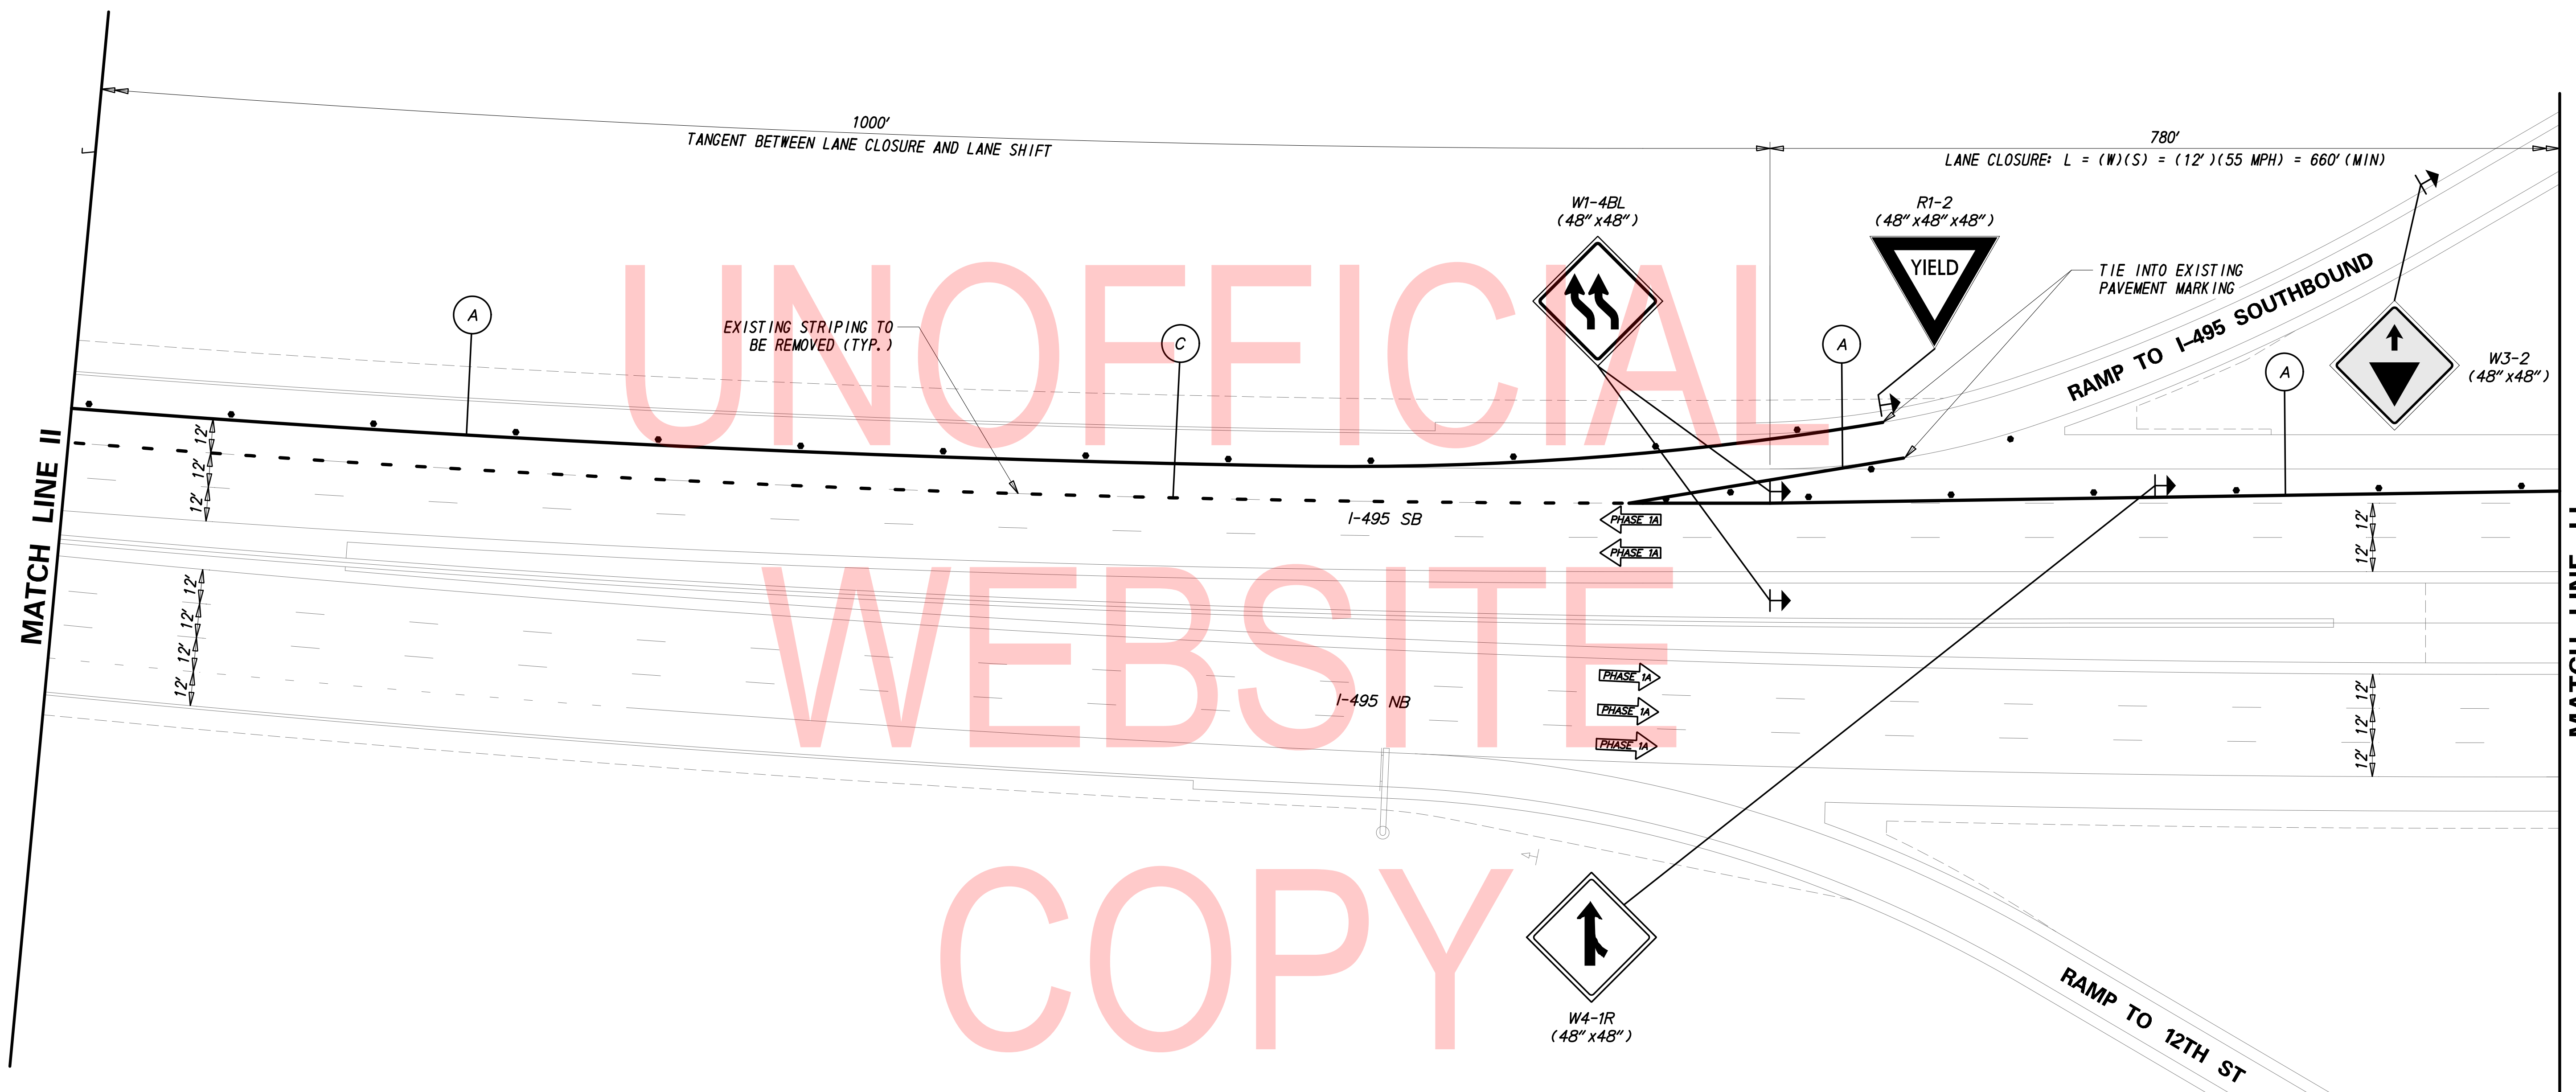 1000'
TANGENT BETWEEN LANE CLOSURE AND LANE SHIFT
780'
LANE CLOSURE: L = (W)(S) = (12')(55 MPH) = 660' (MIN)
W1-4BL
(48"x48")
R1-2
(48"x48"x48")
YIELD
TIE INTO EXISTING
PAVEMENT MARKING
RAMP TO I-495 SOUTHBOUND
W3-2
(48"x48")
A
EXISTING STRIPING TO
BE REMOVED (TYP.)
C
A
A
UNOFFICIAL
WEBSITE
COPY
MATCH LINE II
12'
12'
12'
12'
12'
12'
12'
I-495 SB
PHASE 1A
PHASE 1A
12'
12'
I-495 NB
PHASE 1A
PHASE 1A
PHASE 1A
12'
12'
12'
MATCH LINE
W4-1R
(48"x48")
RAMP TO 12TH ST